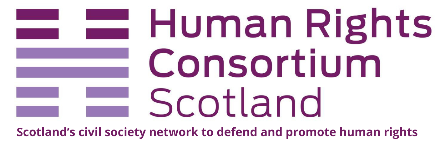 Human Rights
Consortium
Scotland
Scotland's civil society network to defend and promote human rights